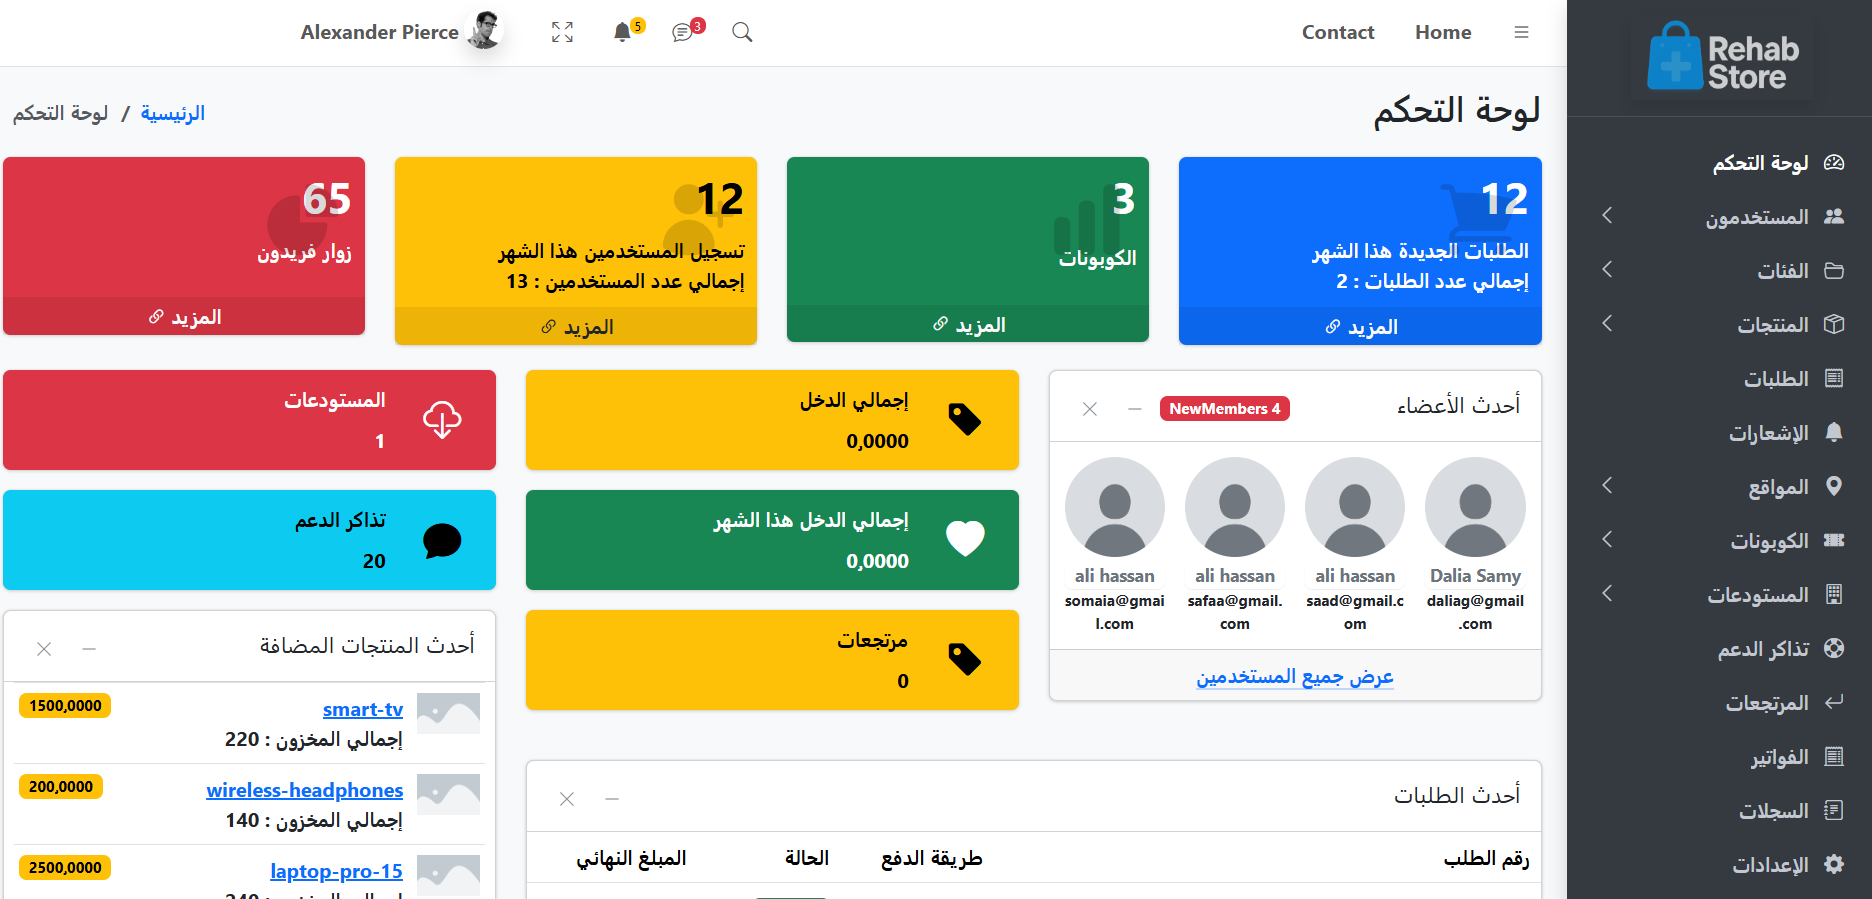 Rehab
Store
لوحة التحكم
المستخدمون
الفئات
المنتجات
الطلبات
الإشعارات
المواقع
الكوبونات
المستودعات
تذاكر الدعم
المرتجعات
الفواتير
السجلات
الإعدادات
Home
Contact
3
5
Alexander Pierce
لوحة التحكم
الرئيسية / لوحة التحكم
12
الطلبات الجديدة هذا الشهر
إجمالي عدد الطلبات : 2
المزيد
3
الكوبونات
المزيد
12
تسجيل المستخدمين هذا الشهر
إجمالي عدد المستخدمين : 13
المزيد
65
زوار فريدون
المزيد
أحدث الأعضاء
NewMembers 4
Dalia Samy
daliag@gmail
.com
ali hassan
saad@gmail.c
om
ali hassan
safaa@gmail.
com
ali hassan
somaia@gmai
l.com
عرض جميع المستخدمين
إجمالي الدخل
0,0000
إجمالي الدخل هذا الشهر
0,0000
مرتجعات
0
المستودعات
1
تذاكر الدعم
20
أحدث المنتجات المضافة
smart-tv
1500,0000
إجمالي المخزون : 220
wireless-headphones
200,0000
إجمالي المخزون : 140
laptop-pro-15
2500,0000
أحدث الطلبات
رقم الطلب
طريقة الدفع
الحالة
المبلغ النهائي